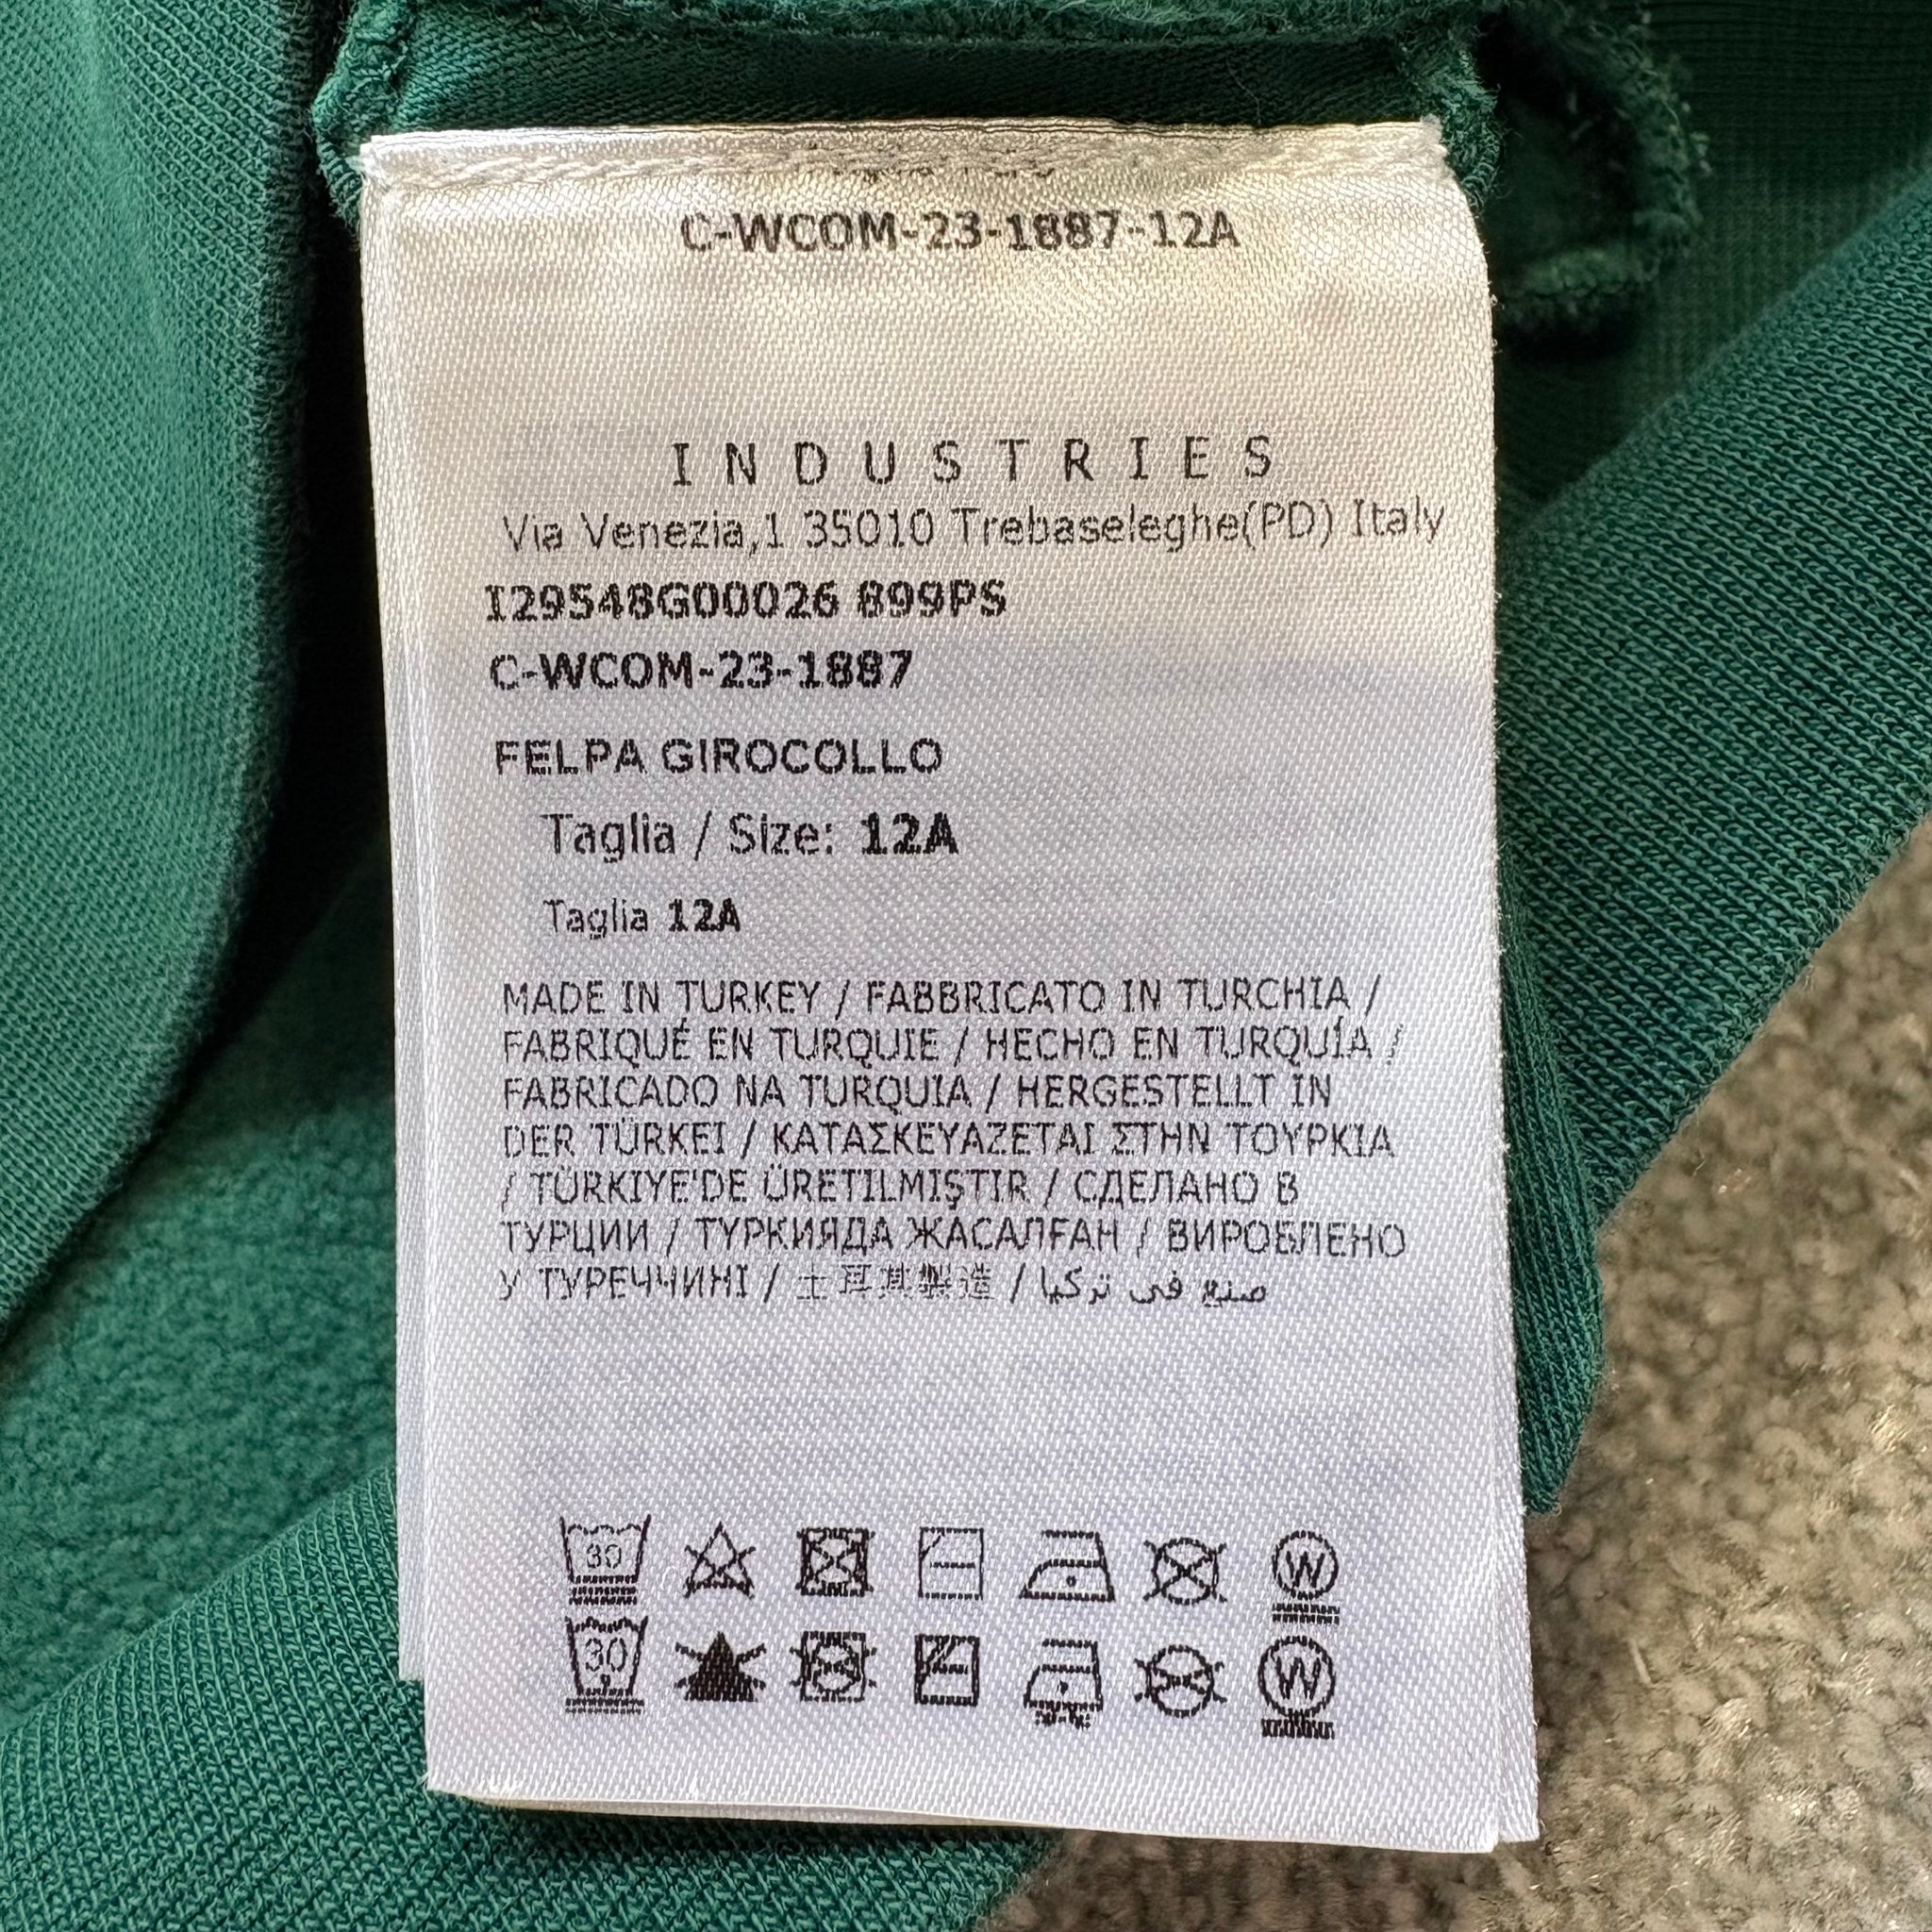 C-WCOM-23-1887-12A
INDUSTRIES
Via Venezia,1 35010 Trebaseleghe(PD) Italy
I29548G00026 899PS
C-WCOM-23-1887
FELPA GIROCOLLO
Taglia / Size: 12A
Taglia 12A
MADE IN TURKEY / FABBRICATO IN TURCHIA /
FABRIQUÉ EN TURQUIE / HECHO EN TURQUÍA /
FABRICADO NA TURQUIA / HERGESTELLT IN
DER TÜRKEI / ΚΑΤΑΣΚΕΥΑΖΕΤΑΙ ΣΤΗΝ ΤΟΥΡΚΙΑ
/ TÜRKIYE'DE ÜRETILMIŞTIR / СДЕЛАНО В
ТУРЦИИ / ТҮРКИЯДА ЖАСАЛҒАН / ВИРОБЛЕНО
У ТУРЕЧЧИНІ / 土耳其製造 / صنع في تركيا
30 W
30 W